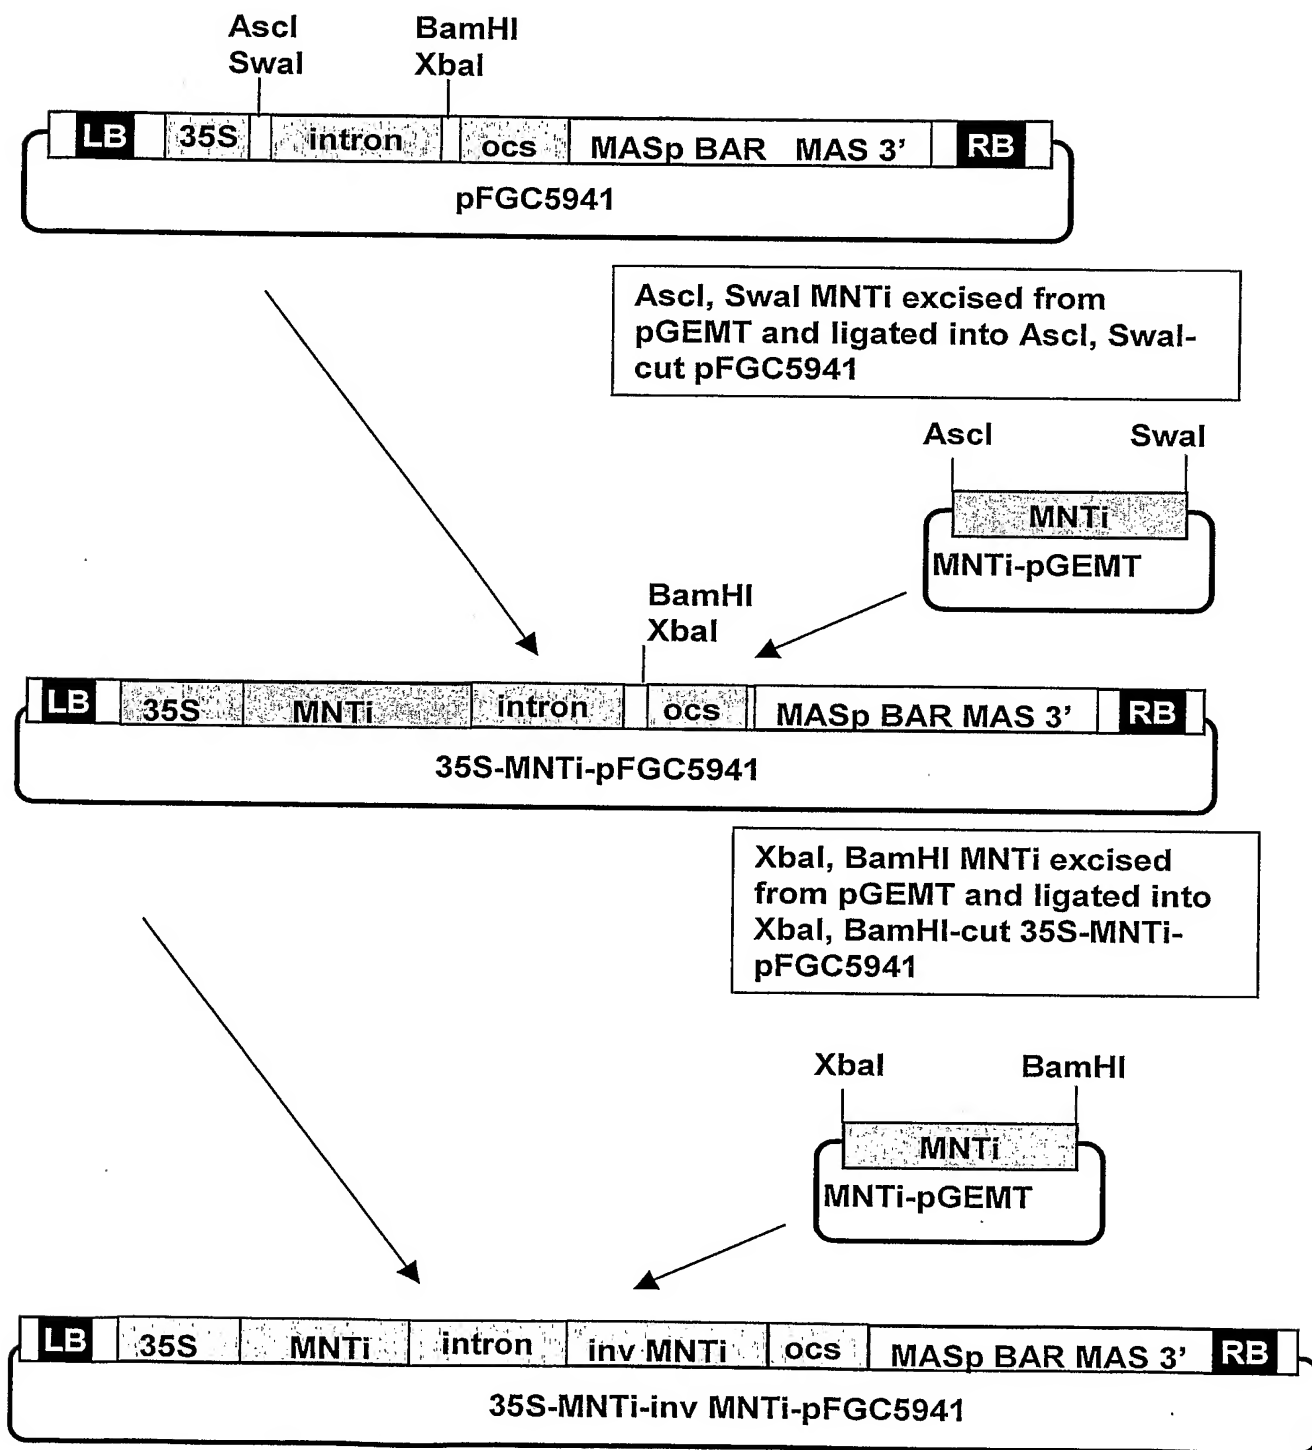 AscI
SwaI
BamHI
XbaI
LB 35S intron ocs MASp BAR MAS 3’ RB
pFGC5941
AscI, SwaI MNTi excised from
pGEMT and ligated into AscI, SwaI-
cut pFGC5941
AscI SwaI
MNTi
MNTi-pGEMT
BamHI
XbaI
LB 35S MNTi intron ocs MASp BAR MAS 3’ RB
35S-MNTi-pFGC5941
XbaI, BamHI MNTi excised
from pGEMT and ligated into
XbaI, BamHI-cut 35S-MNTi-
pFGC5941
XbaI BamHI
MNTi
MNTi-pGEMT
LB 35S MNTi intron inv MNTi ocs MASp BAR MAS 3’ RB
35S-MNTi-inv MNTi-pFGC5941